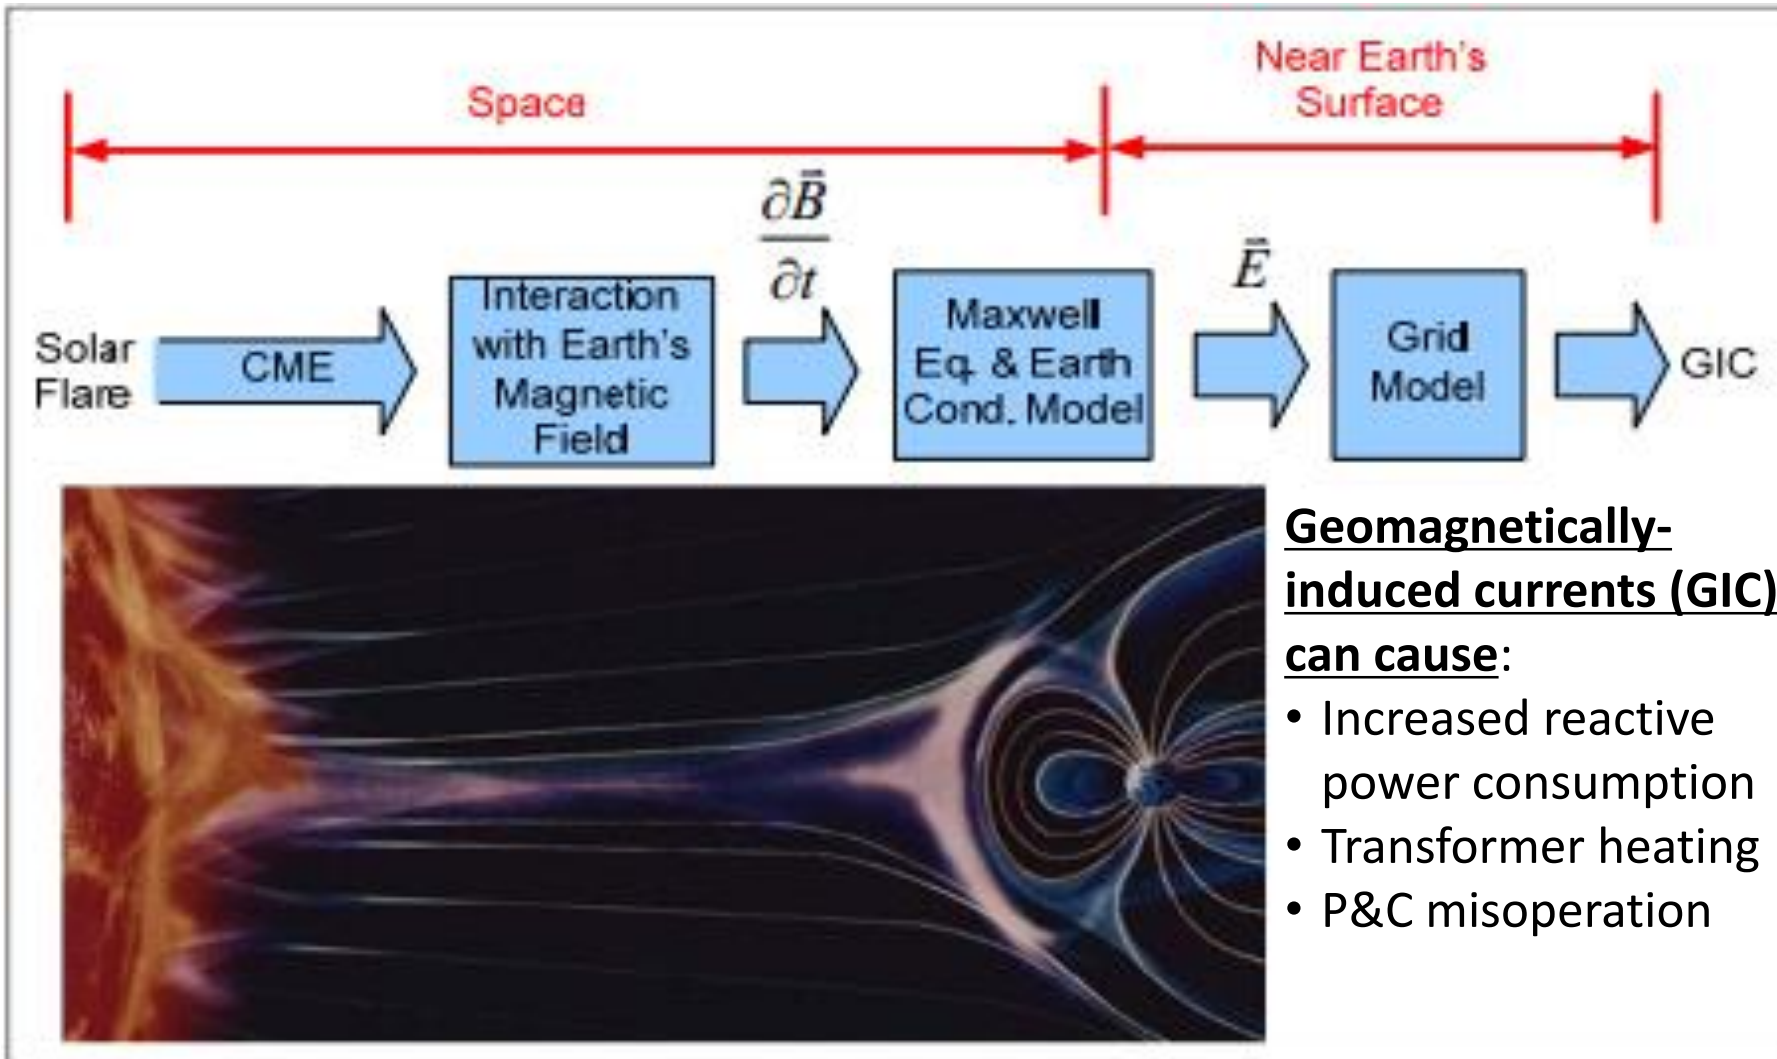 Space
Near Earth's
Surface
∂B⃗
∂t
E⃗
Solar
Flare
CME
Interaction
with Earth's
Magnetic
Field
Maxwell
Eq. & Earth
Cond. Model
Grid
Model
GIC
Geomagnetically-
induced currents (GIC)
can cause:
• Increased reactive
power consumption
• Transformer heating
• P&C misoperation